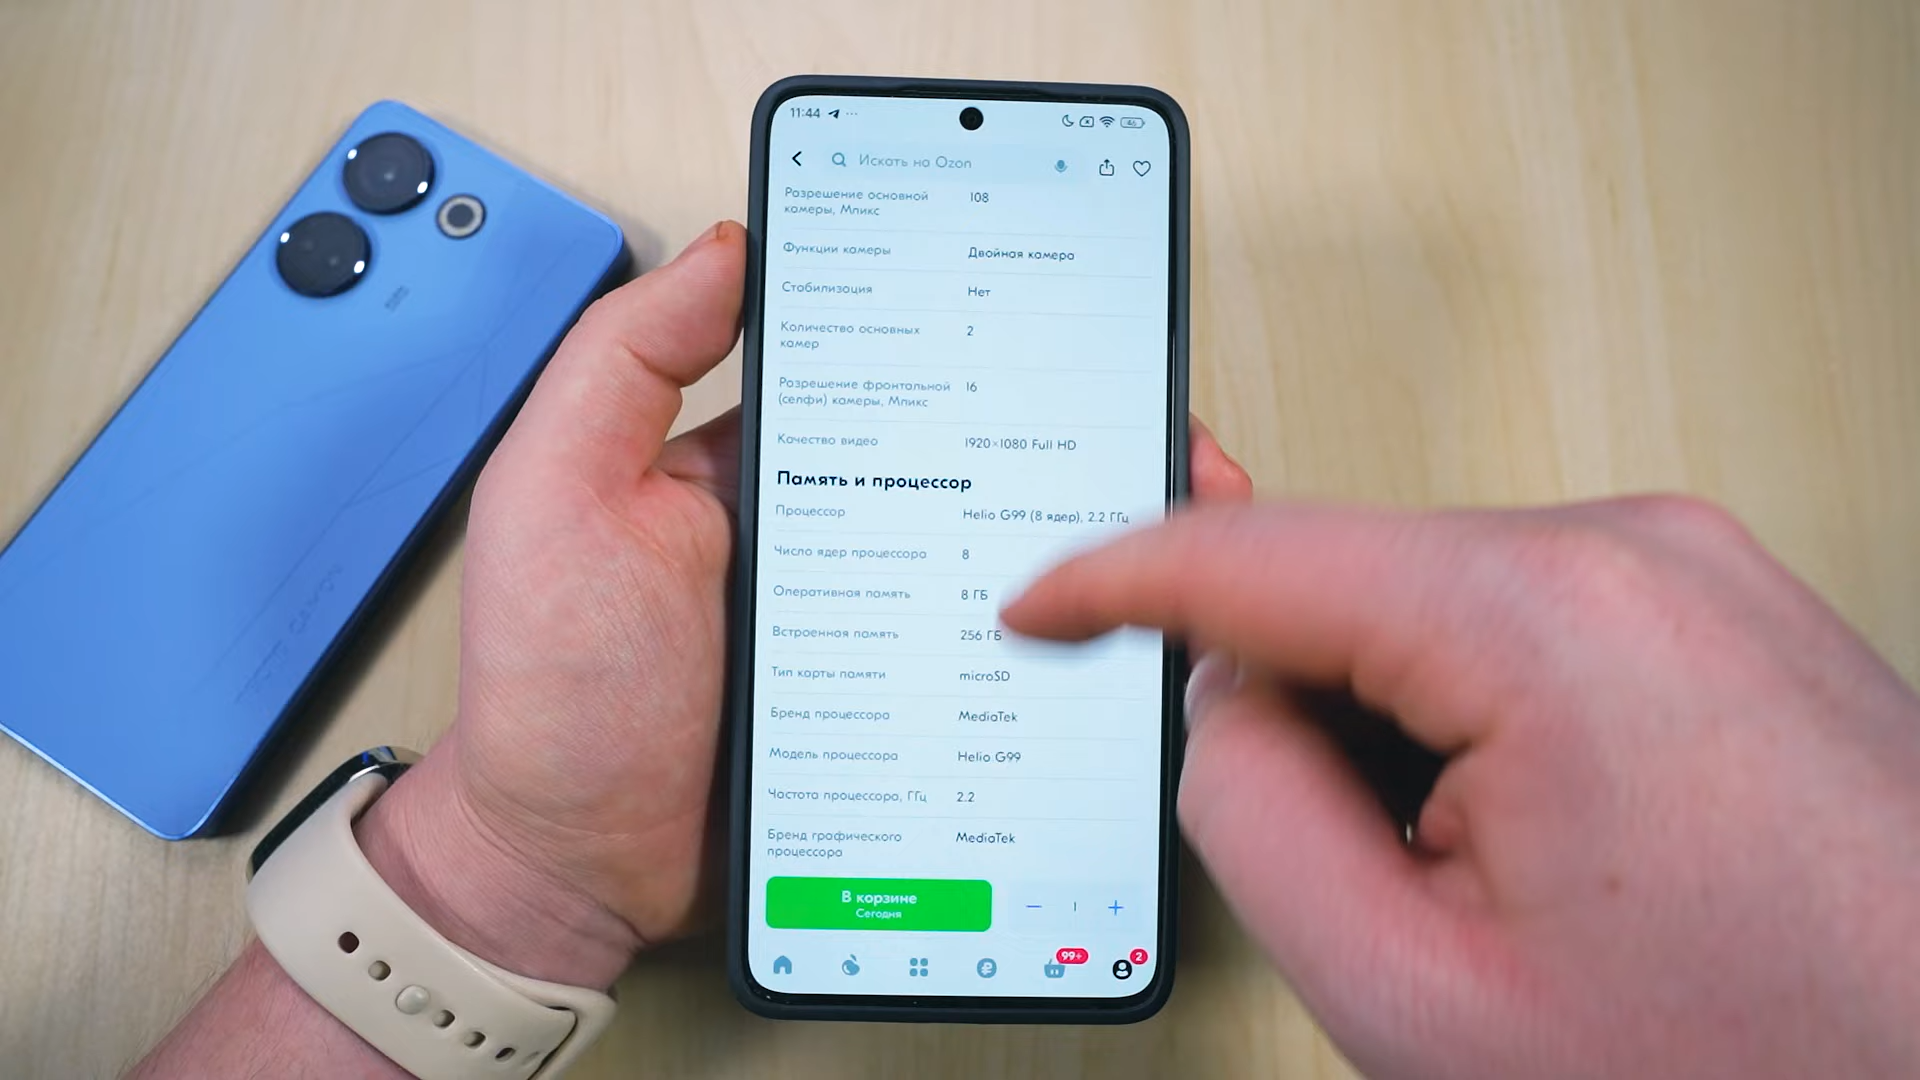 11:44
46
Искать на Ozon
Разрешение основной
камеры, Мпикс
108
Функции камеры
Двойная камера
Стабилизация
Нет
Количество основных
камер
2
Разрешение фронтальной
(селфи) камеры, Мпикс
16
Качество видео
1920×1080 Full HD
Память и процессор
Процессор
Helio G99 (8 ядер), 2.2 ГГц
Число ядер процессора
8
Оперативная память
8 ГБ
Встроенная память
256 ГБ
Тип карты памяти
microSD
Бренд процессора
MediaTek
Модель процессора
Helio G99
Частота процессора, ГГц
2.2
Бренд графического
процессора
MediaTek
В корзине
Сегодня
1
99+
2
TECNO CAMON